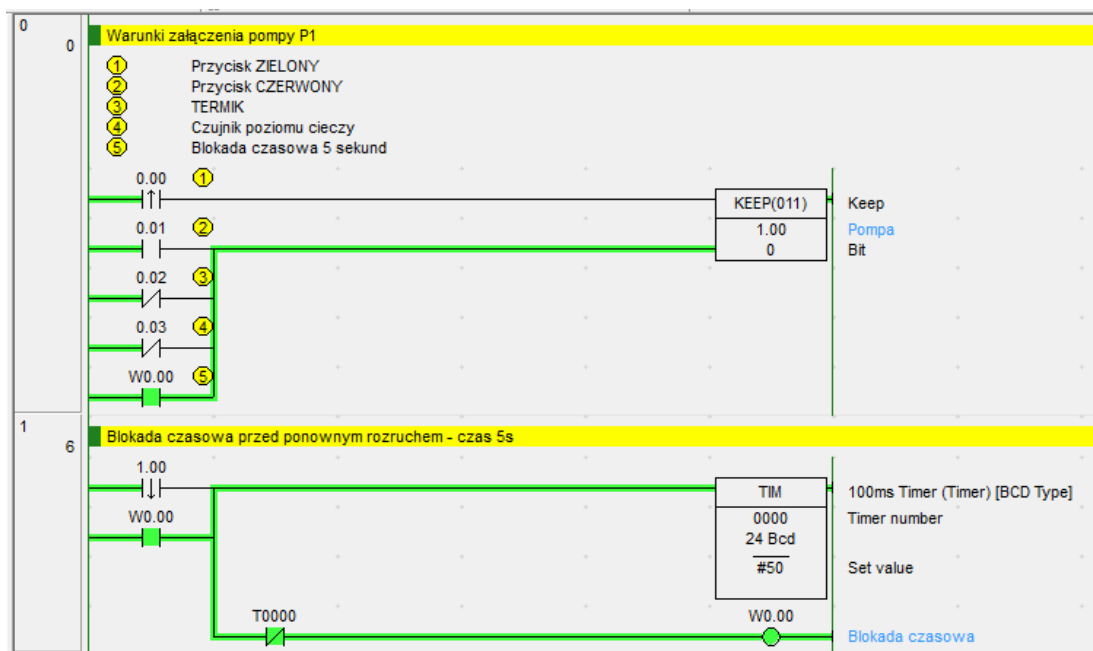 0
0
Warunki załączenia pompy P1
1 Przycisk ZIELONY
2 Przycisk CZERWONY
3 TERMIK
4 Czujnik poziomu cieczy
5 Blokada czasowa 5 sekund
0.00 1
KEEP(011) Keep
0.01 2
1.00 Pompa
0 Bit
0.02 3
0.03 4
W0.00 5
1
6
Blokada czasowa przed ponownym rozruchem - czas 5s
1.00
TIM 100ms Timer (Timer) [BCD Type]
W0.00
0000 Timer number
24 Bcd
#50 Set value
T0000 W0.00
Blokada czasowa